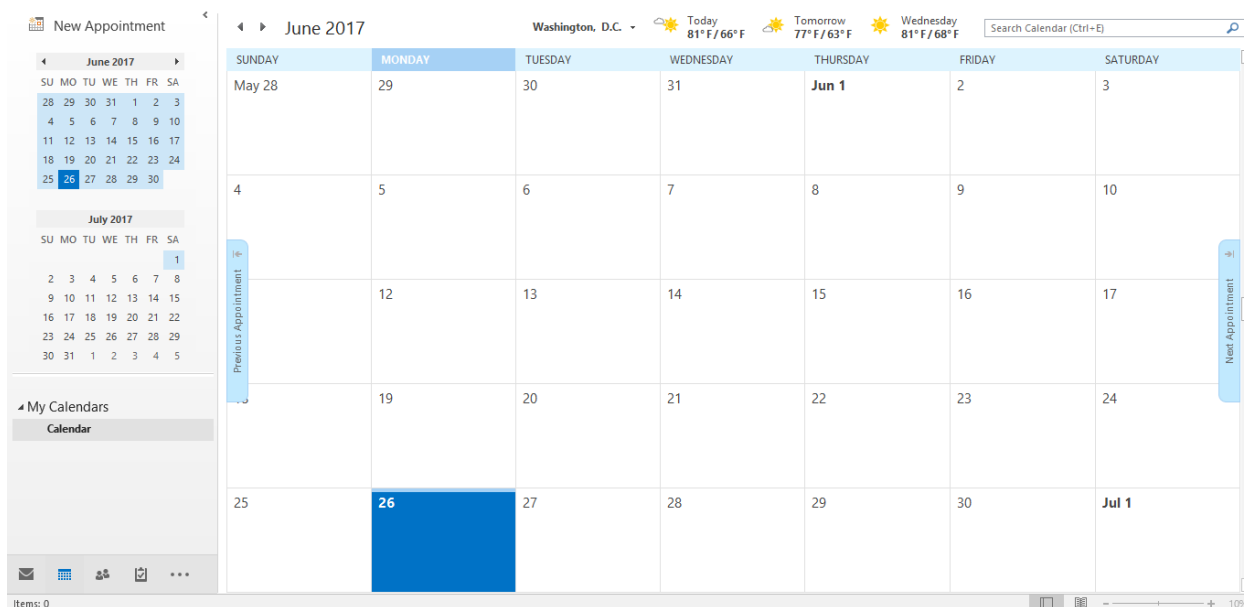 New Appointment
June 2017
SU MO TU WE TH FR SA
28 29 30 31 1 2 3
4 5 6 7 8 9 10
11 12 13 14 15 16 17
18 19 20 21 22 23 24
25 26 27 28 29 30
July 2017
SU MO TU WE TH FR SA
1
2 3 4 5 6 7 8
9 10 11 12 13 14 15
16 17 18 19 20 21 22
23 24 25 26 27 28 29
30 31 1 2 3 4 5
My Calendars
Calendar
Items: 0
June 2017
Washington, D.C.
Today
81°F/66°F
Tomorrow
77°F/63°F
Wednesday
81°F/68°F
Search Calendar (Ctrl+E)
SUNDAY MONDAY TUESDAY WEDNESDAY THURSDAY FRIDAY SATURDAY
May 28 29 30 31 Jun 1 2 3
4 5 6 7 8 9 10
12 13 14 15 16 17
19 20 21 22 23 24
25 26 27 28 29 30 Jul 1
Previous Appointment
Next Appointment